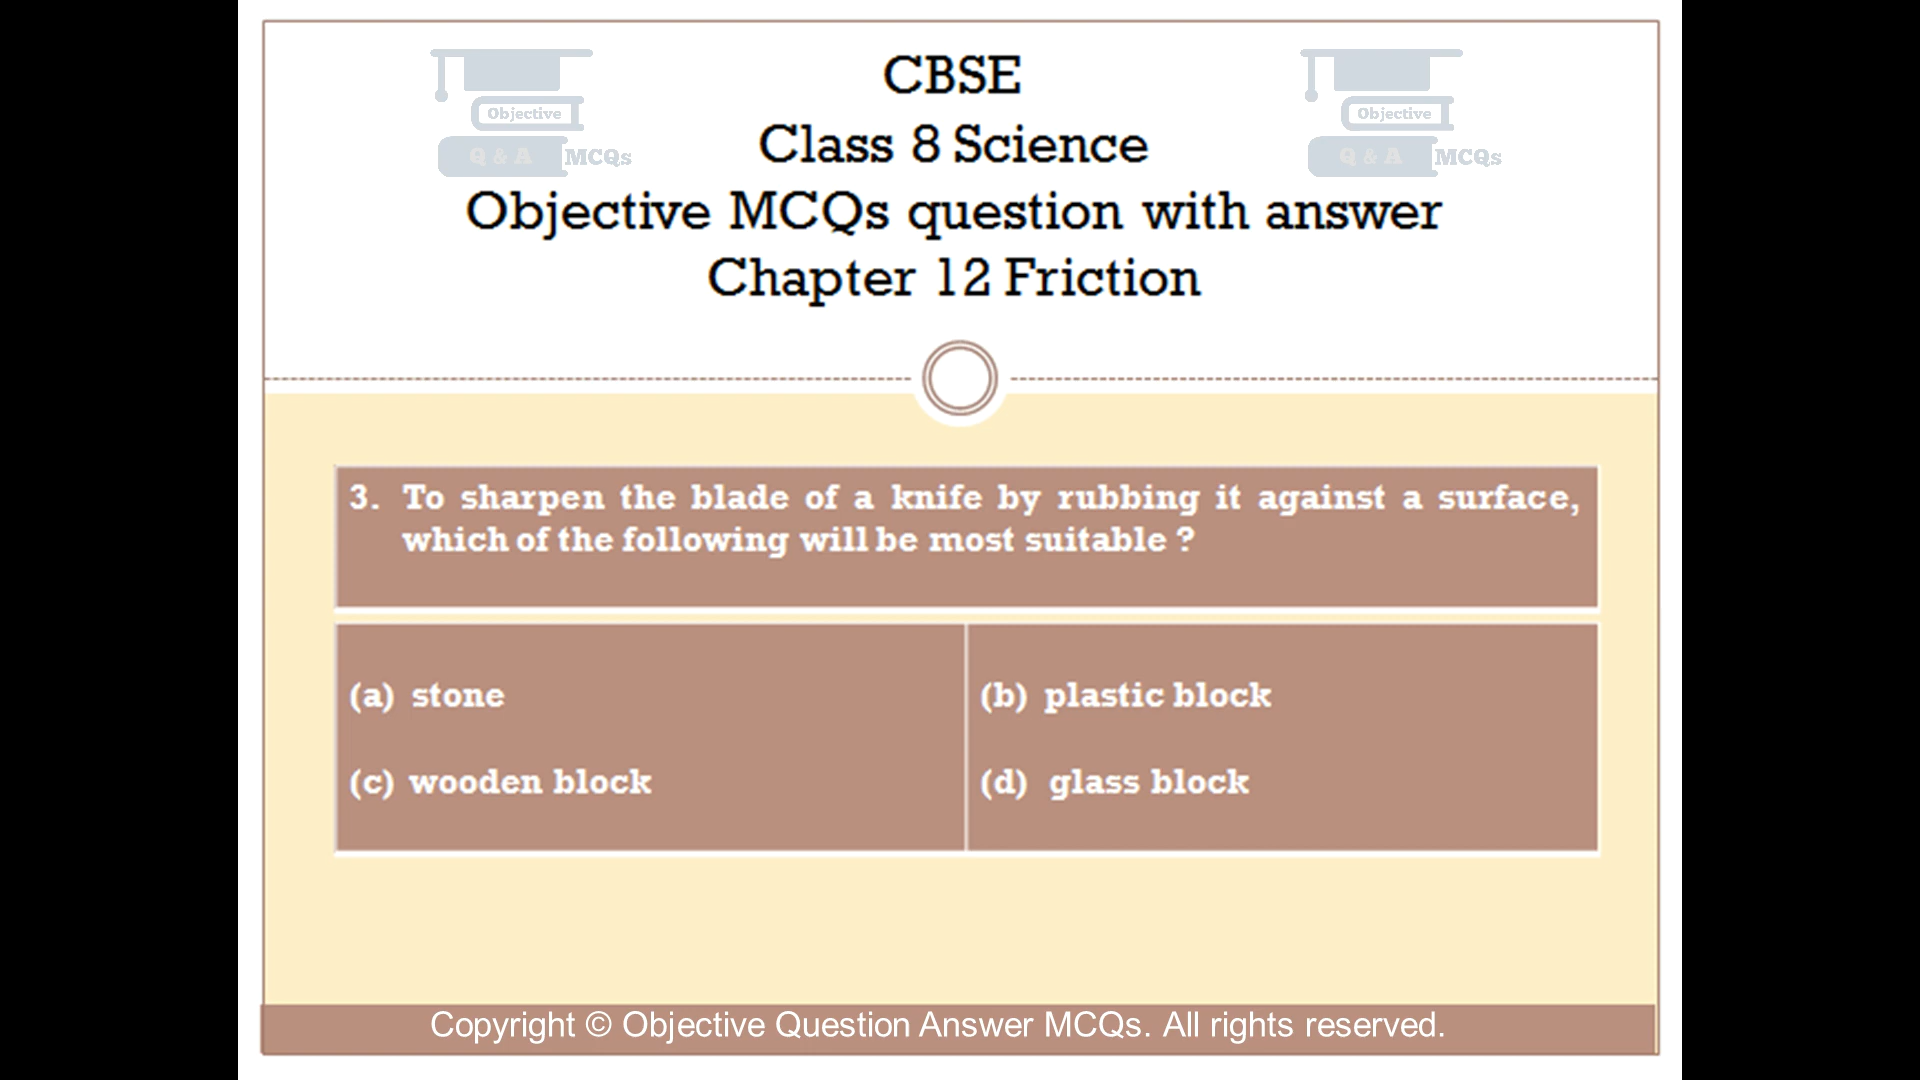 Objective
Q & A MCQs
Objective
Q & A MCQs
CBSE
Class 8 Science
Objective MCQs question with answer
Chapter 12 Friction
3. To sharpen the blade of a knife by rubbing it against a surface,
which of the following will be most suitable ?
(a) stone
(b) plastic block
(c) wooden block
(d) glass block
Copyright © Objective Question Answer MCQs. All rights reserved.